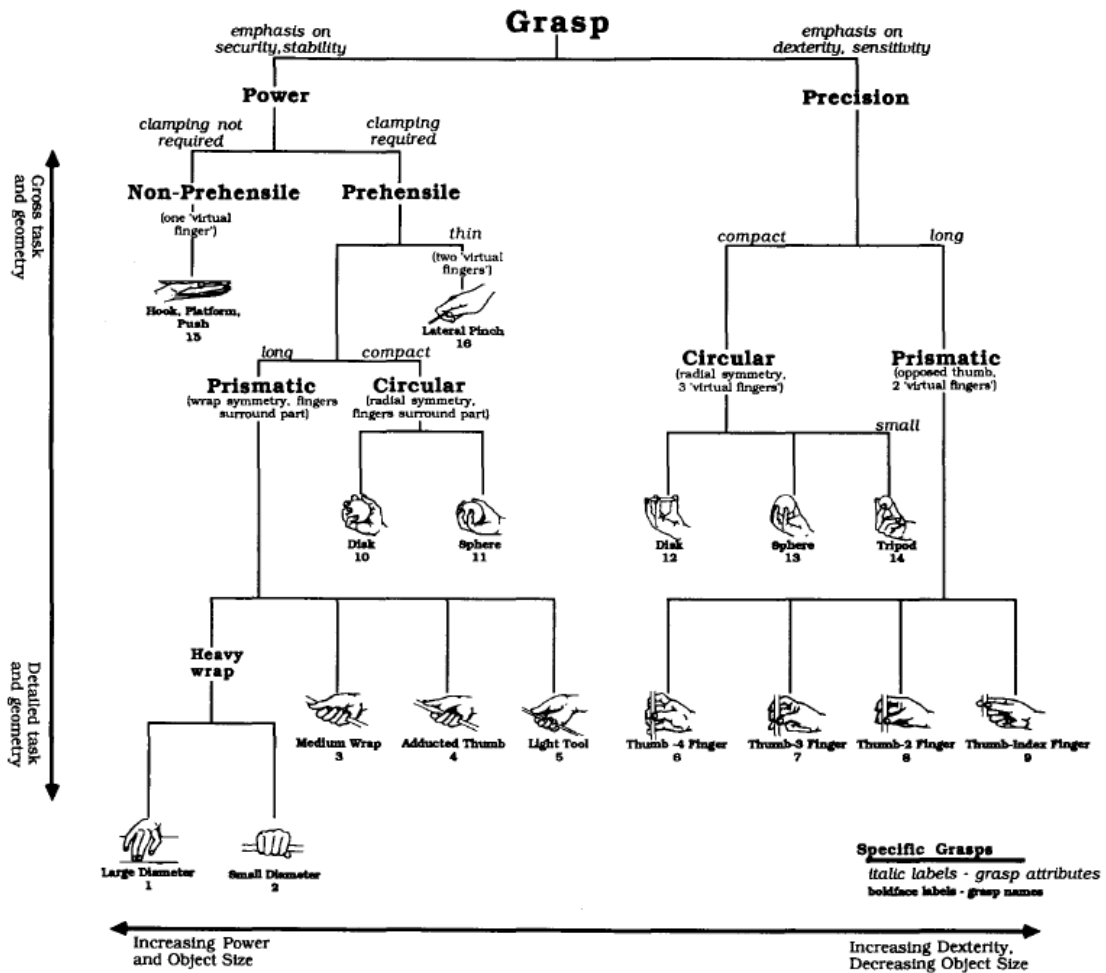 Grasp
emphasis on
security, stability
emphasis on
dexterity, sensitivity
Power
Precision
clamping not
required
clamping
required
Non-Prehensile
(one 'virtual
finger')
Prehensile
thin
(two 'virtual
fingers')
compact
long
Hook, Platform,
Push
15
Lateral Pinch
16
long
compact
Prismatic
(wrap symmetry, fingers
surround part)
Circular
(radial symmetry,
fingers surround part)
Circular
(radial symmetry,
3 'virtual fingers')
Prismatic
(opposed thumb,
2 'virtual fingers')
small
Disk
10
Sphere
11
Disk
12
Sphere
13
Tripod
14
Heavy
wrap
Medium Wrap
3
Adducted Thumb
4
Light Tool
5
Thumb -4 Finger
6
Thumb-3 Finger
7
Thumb-2 Finger
8
Thumb-Index Finger
9
Large Diameter
1
Small Diameter
2
Gross task
and geometry
Detailed task
and geometry
Specific Grasps
italic labels - grasp attributes
boldface labels - grasp names
Increasing Power
and Object Size
Increasing Dexterity,
Decreasing Object Size